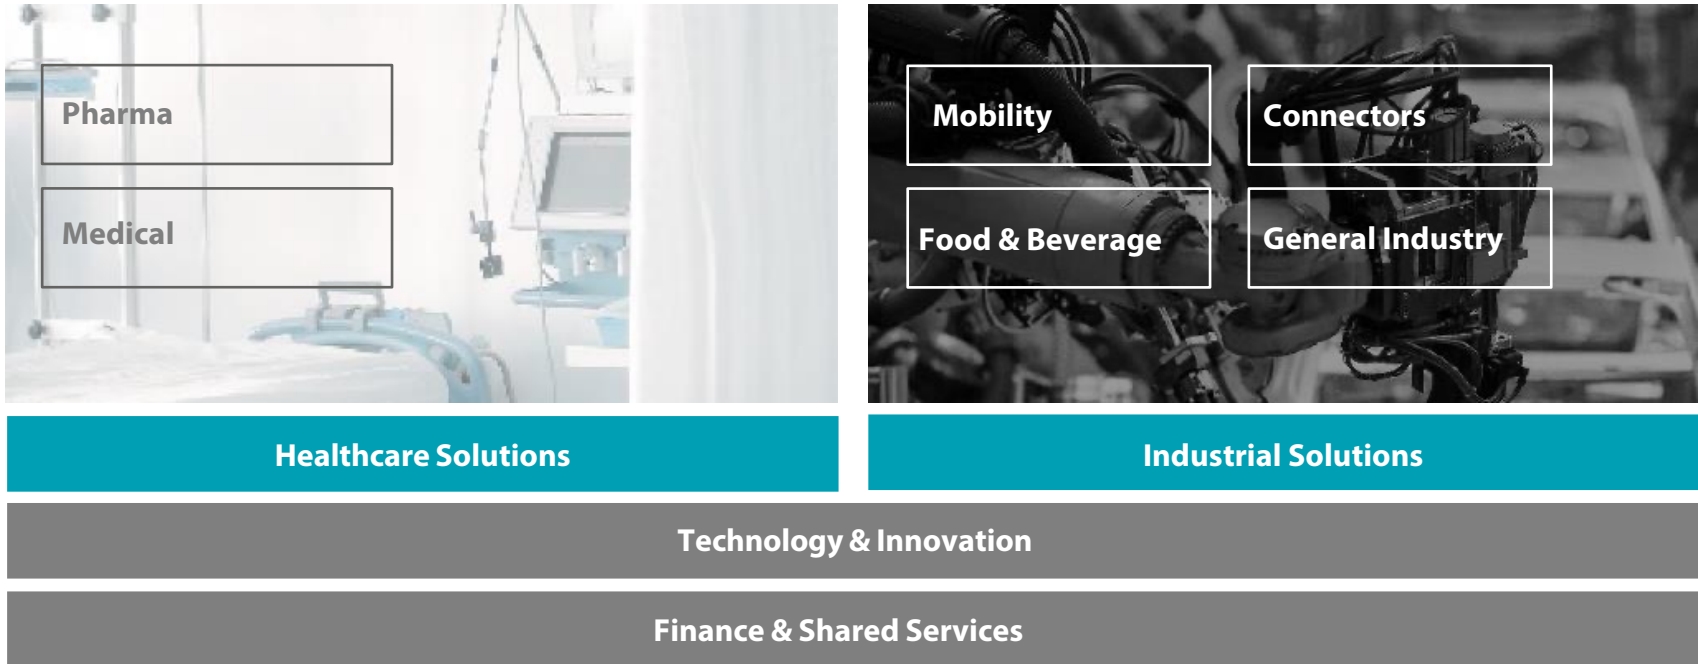 Pharma
Medical
Mobility
Connectors
Food & Beverage
General Industry
Healthcare Solutions
Industrial Solutions
Technology & Innovation
Finance & Shared Services